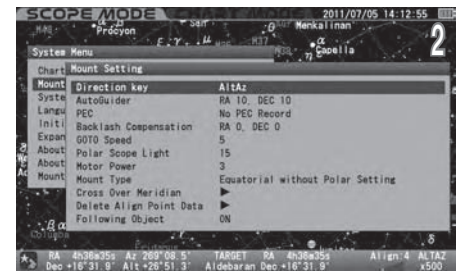 SCOPE MODE 2011/07/05 14:12:55
Procyon Menkalinan
2
Capella
System Menu
Chart Mount Setting
Mount Direction key AltAz
Syste AutoGuider RA 10, DEC 10
Langu PEC No PEC Record
Initi Backlash Compensation RA 0, DEC 0
Expan GOTO Speed 5
About Polar Scope Light 15
About Motor Power 3
Mount Mount Type Equatorial without Polar Setting
Cross Over Meridian ▶
Delete Align Point Data ▶
Following Object ON
RA 4h36m35s Az 269°08.5' TARGET RA 4h36m35s Align:4 ALTAZ
Dec +16°31.9' Alt +26°51.3' Aldebaran Dec +16°31.9' x500